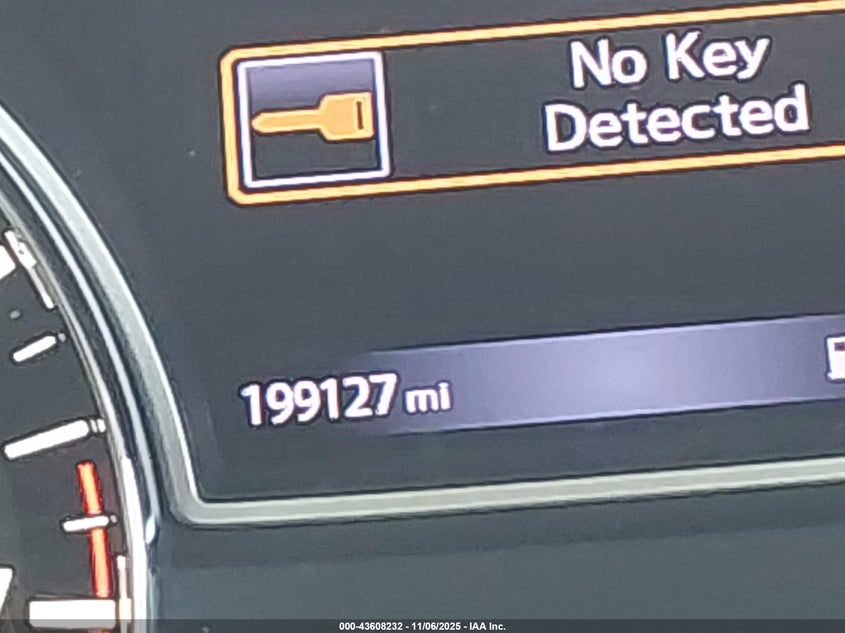 No Key
Detected
199127 mi
000-43608232 - 11/06/2025 - IAA Inc.